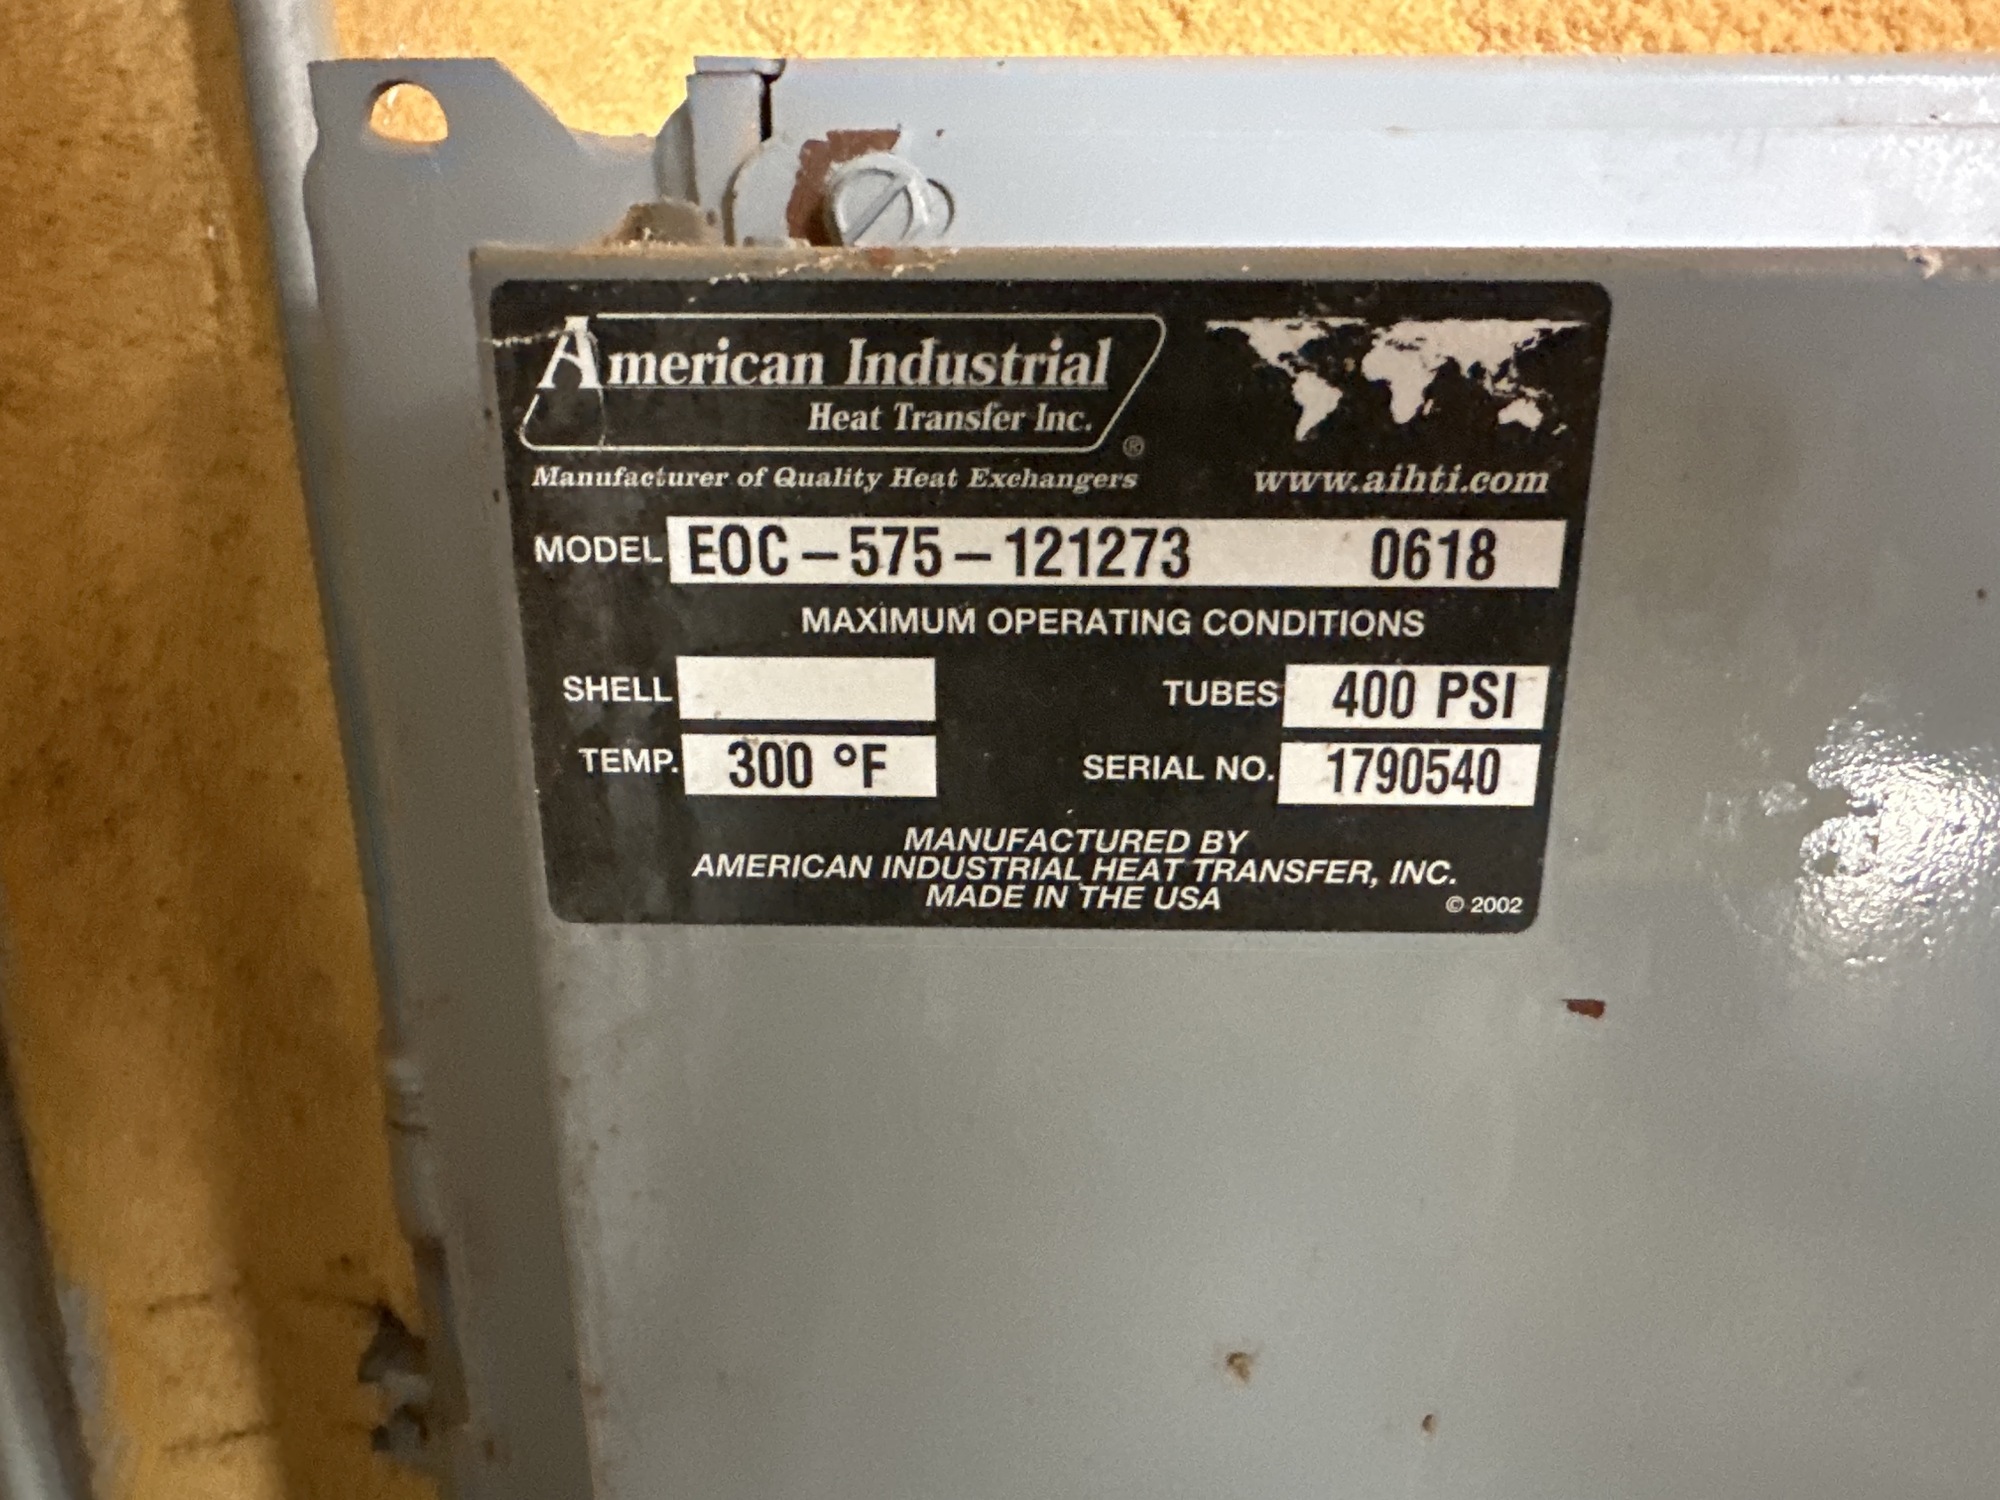 American Industrial
Heat Transfer Inc. ®
Manufacturer of Quality Heat Exchangers
www.aihti.com
MODEL EOC–575–121273 0618
MAXIMUM OPERATING CONDITIONS
SHELL TUBES 400 PSI
TEMP. 300 °F SERIAL NO. 1790540
MANUFACTURED BY
AMERICAN INDUSTRIAL HEAT TRANSFER, INC.
MADE IN THE USA
© 2002